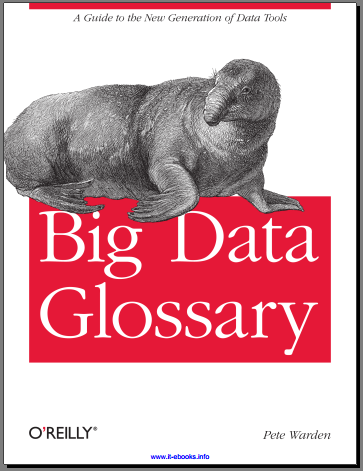 A Guide to the New Generation of Data Tools
Big Data
Glossary
O'REILLY®
Pete Warden
www.it-ebooks.info